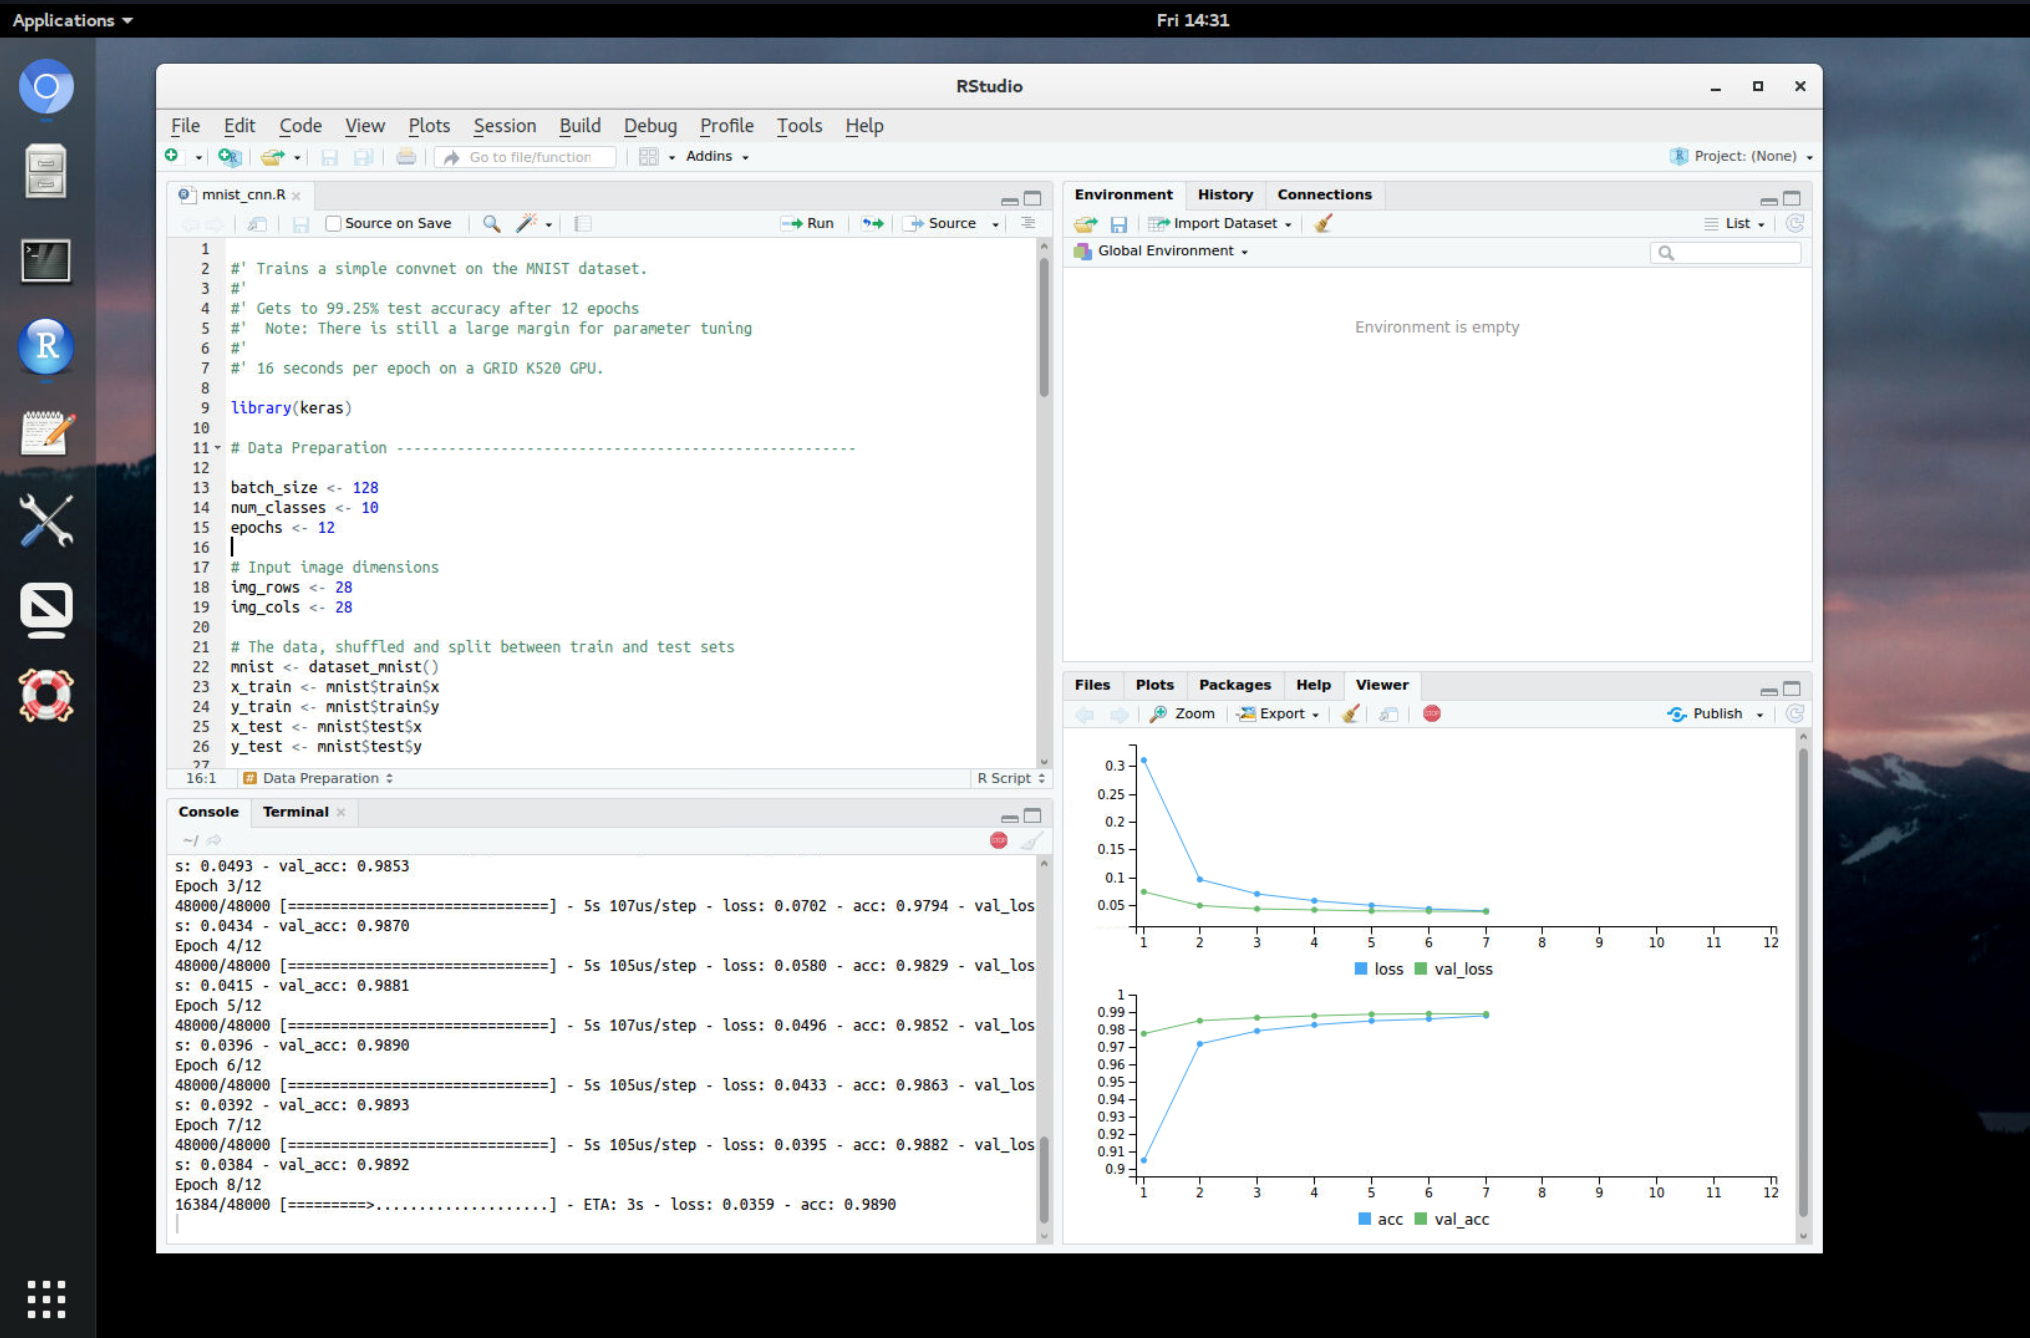 Applications
Fri 14:31
RStudio
File Edit Code View Plots Session Build Debug Profile Tools Help
Go to file/function
Addins
Project: (None)
mnist_cnn.R
Source on Save
Run
Source
1
2 #' Trains a simple convnet on the MNIST dataset.
3 #'
4 #' Gets to 99.25% test accuracy after 12 epochs
5 #'  Note: There is still a large margin for parameter tuning
6 #'
7 #' 16 seconds per epoch on a GRID K520 GPU.
8
9 library(keras)
10
11 # Data Preparation -----------------------------------------------------
12
13 batch_size <- 128
14 num_classes <- 10
15 epochs <- 12
16
17 # Input image dimensions
18 img_rows <- 28
19 img_cols <- 28
20
21 # The data, shuffled and split between train and test sets
22 mnist <- dataset_mnist()
23 x_train <- mnist$train$x
24 y_train <- mnist$train$y
25 x_test <- mnist$test$x
26 y_test <- mnist$test$y
27
16:1 # Data Preparation
R Script
Console Terminal
~/
s: 0.0493 - val_acc: 0.9853
Epoch 3/12
48000/48000 [==============================] - 5s 107us/step - loss: 0.0702 - acc: 0.9794 - val_los
s: 0.0434 - val_acc: 0.9870
Epoch 4/12
48000/48000 [==============================] - 5s 105us/step - loss: 0.0580 - acc: 0.9829 - val_los
s: 0.0415 - val_acc: 0.9881
Epoch 5/12
48000/48000 [==============================] - 5s 107us/step - loss: 0.0496 - acc: 0.9852 - val_los
s: 0.0396 - val_acc: 0.9890
Epoch 6/12
48000/48000 [==============================] - 5s 105us/step - loss: 0.0433 - acc: 0.9863 - val_los
s: 0.0392 - val_acc: 0.9893
Epoch 7/12
48000/48000 [==============================] - 5s 105us/step - loss: 0.0395 - acc: 0.9882 - val_los
s: 0.0384 - val_acc: 0.9892
Epoch 8/12
16384/48000 [=========>....................] - ETA: 3s - loss: 0.0359 - acc: 0.9890
Environment History Connections
Import Dataset
List
Global Environment
Environment is empty
Files Plots Packages Help Viewer
Zoom
Export
STOP
Publish
0.3
0.25
0.2
0.15
0.1
0.05
1 2 3 4 5 6 7 8 9 10 11 12
loss val_loss
1
0.99
0.98
0.97
0.96
0.95
0.94
0.93
0.92
0.91
0.9
1 2 3 4 5 6 7 8 9 10 11 12
acc val_acc